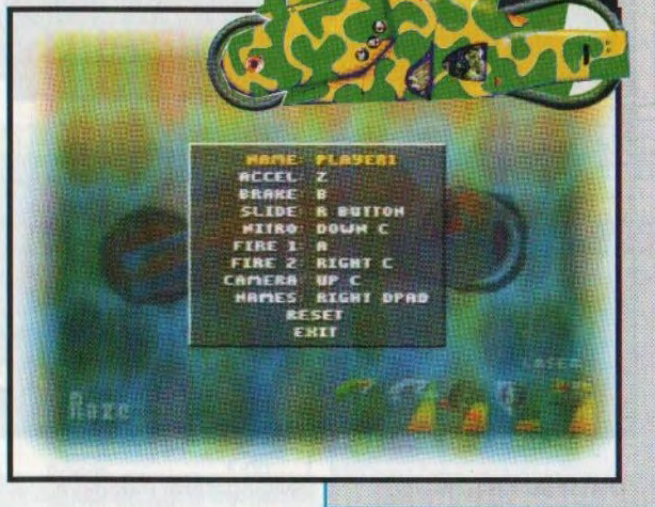 NAME: PLAYER1
ACCEL: Z
BRAKE: B
SLIDE: R BUTTON
NITRO: DOWN C
FIRE 1: A
FIRE 2: RIGHT C
CAMERA: UP C
NAMES: RIGHT DPAD
RESET
EXIT
LASER